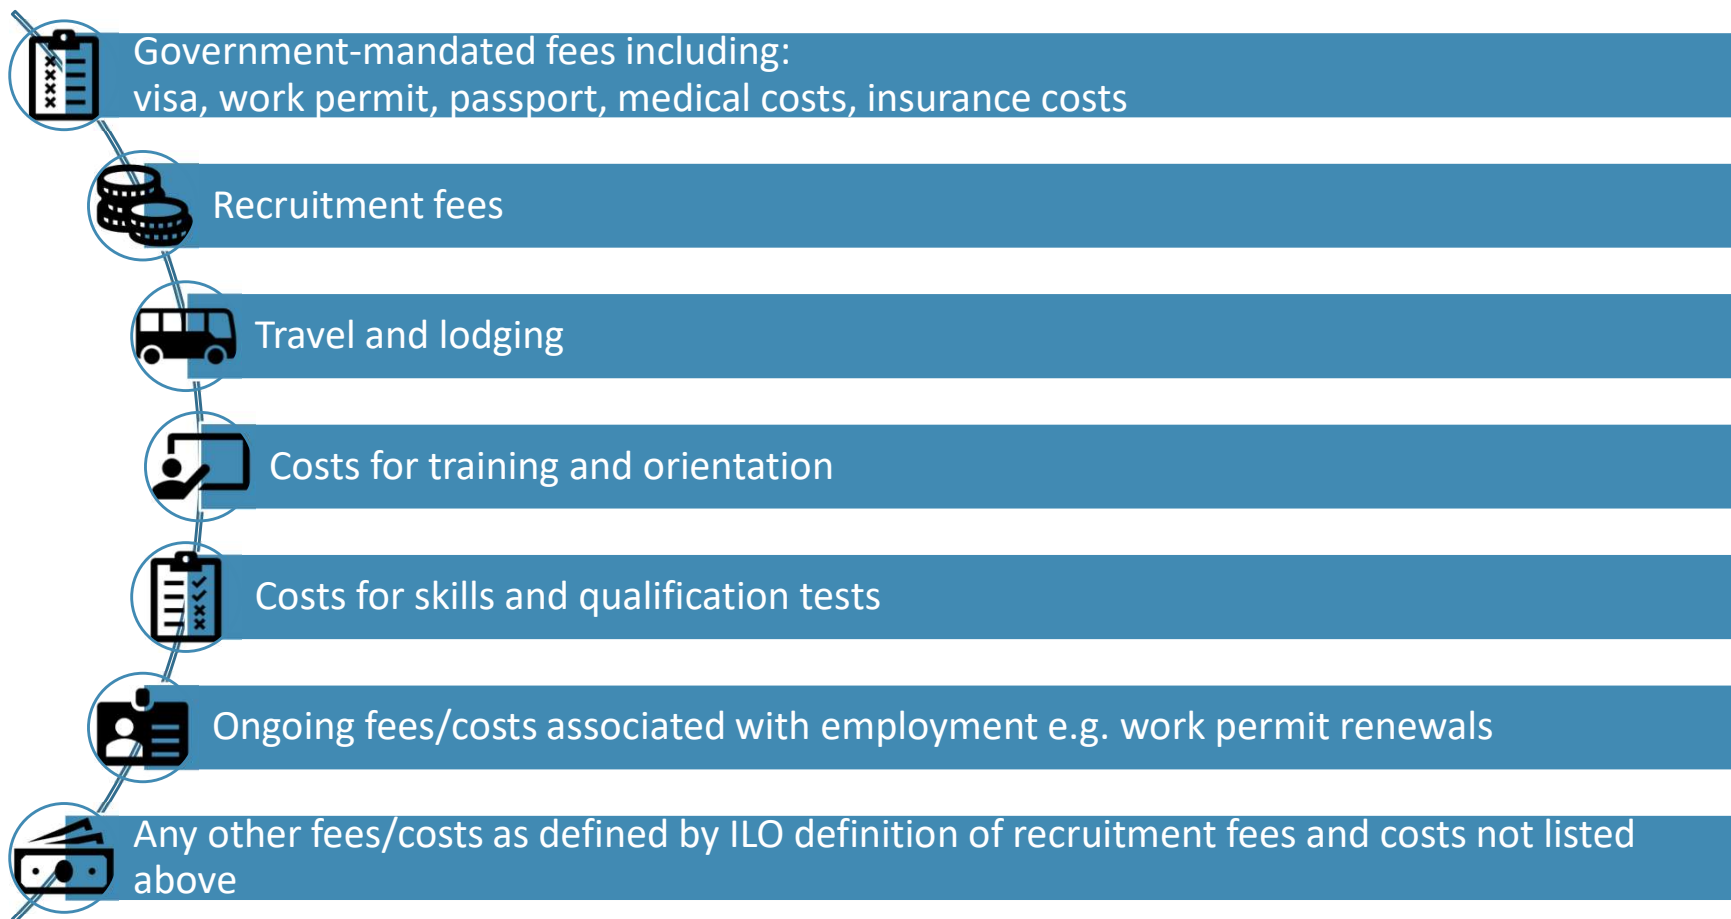 Government-mandated fees including:
visa, work permit, passport, medical costs, insurance costs
Recruitment fees
Travel and lodging
Costs for training and orientation
Costs for skills and qualification tests
Ongoing fees/costs associated with employment e.g. work permit renewals
Any other fees/costs as defined by ILO definition of recruitment fees and costs not listed
above